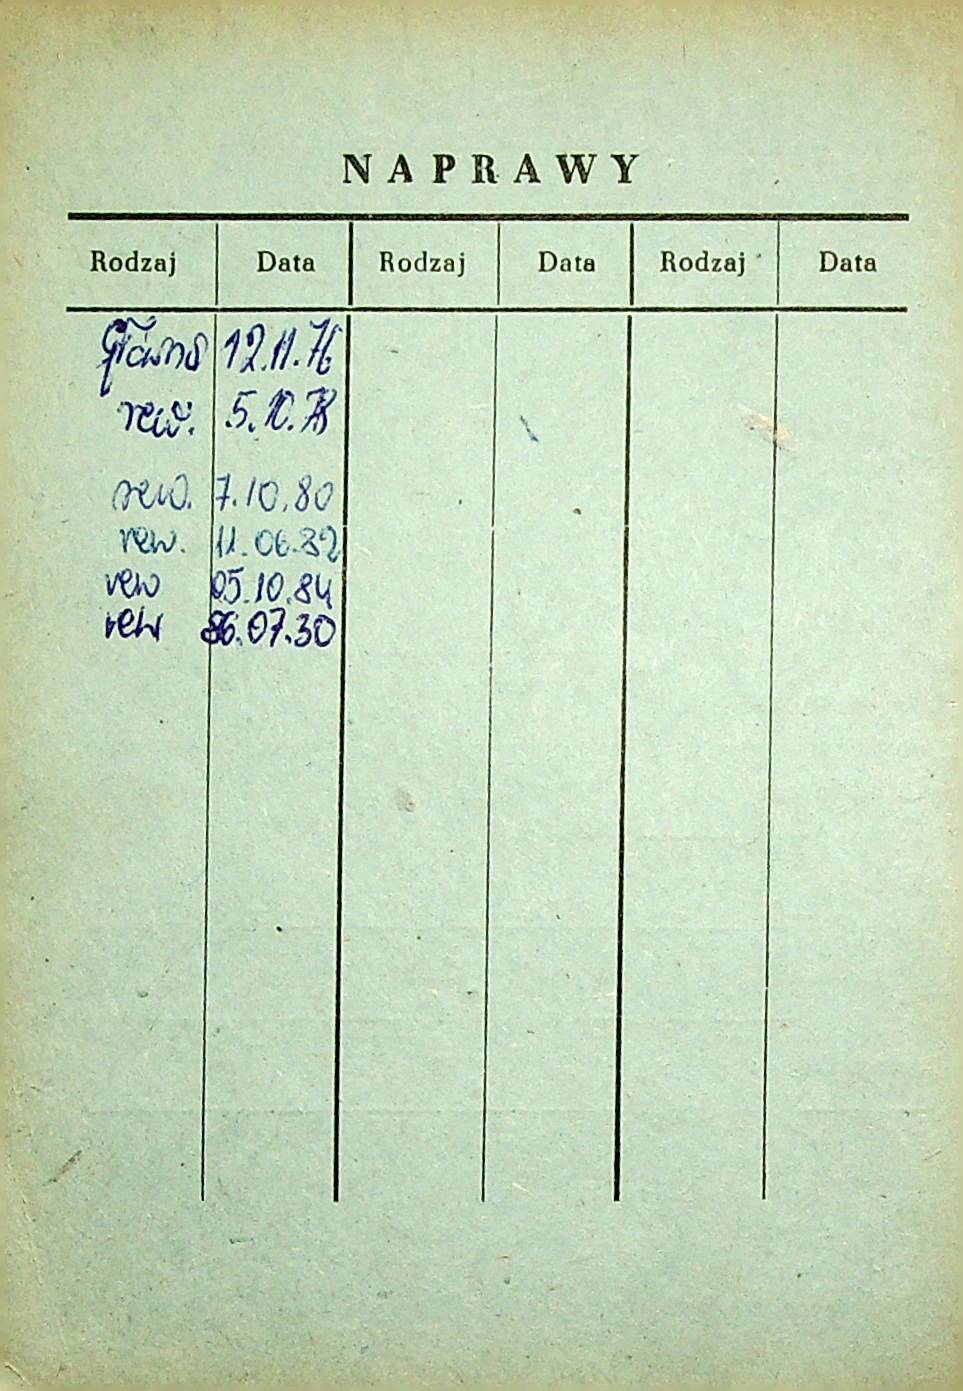 NAPRAWY
Rodzaj Data Rodzaj Data Rodzaj Data
Główna 12.11.76
rew. 5.10.78
rew. 7.10.80
rew. 11.06.82
rew 05.10.84
rew 86.07.30